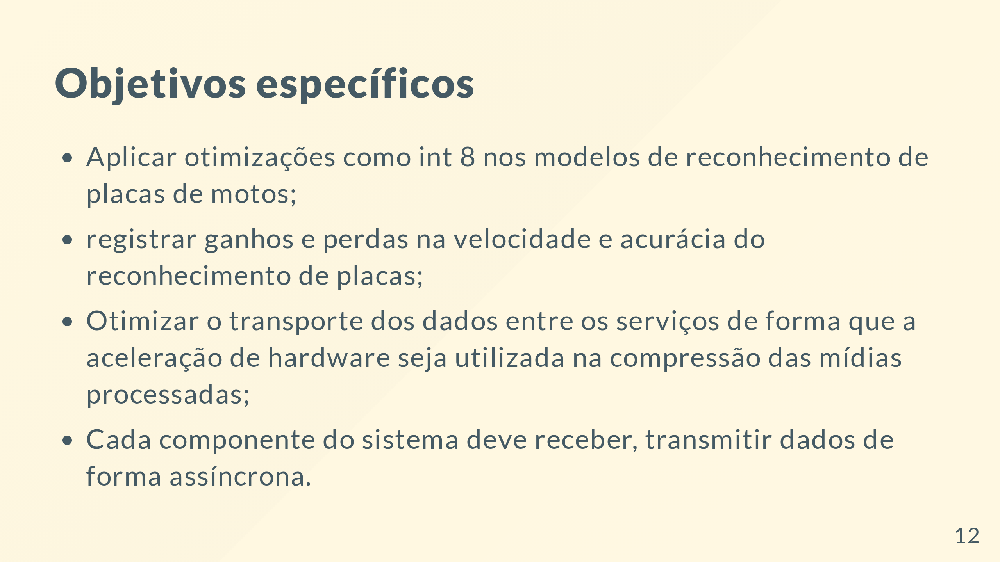 Objetivos específicos
• Aplicar otimizações como int 8 nos modelos de reconhecimento de
placas de motos;
• registrar ganhos e perdas na velocidade e acurácia do
reconhecimento de placas;
• Otimizar o transporte dos dados entre os serviços de forma que a
aceleração de hardware seja utilizada na compressão das mídias
processadas;
• Cada componente do sistema deve receber, transmitir dados de
forma assíncrona.
12